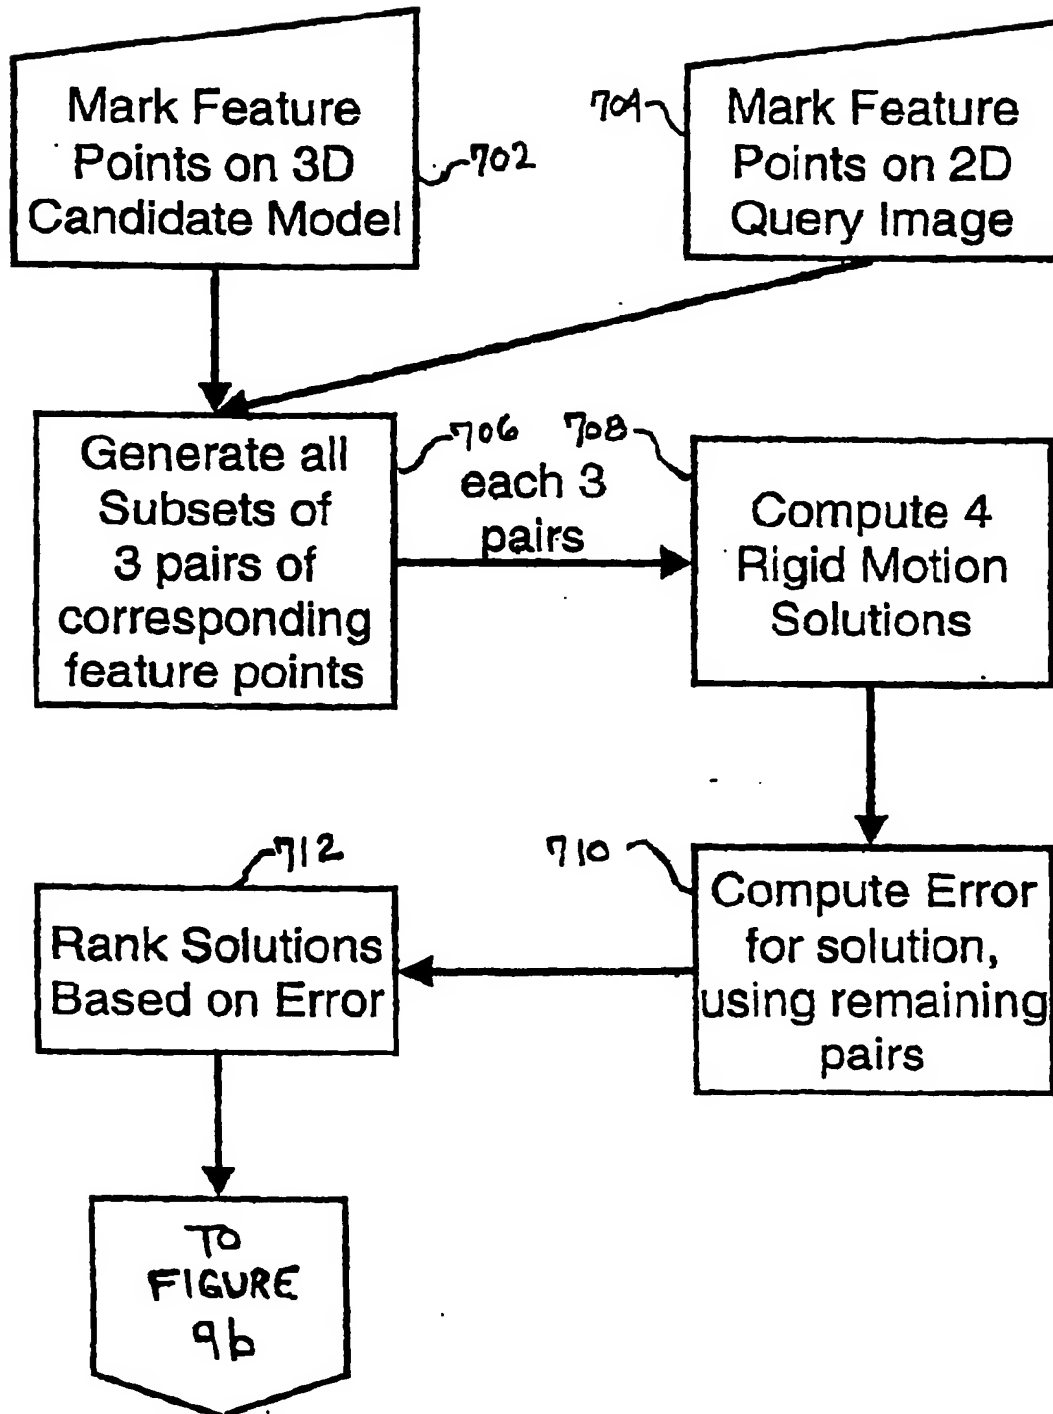 Mark Feature
Points on 3D
Candidate Model
702
704
Mark Feature
Points on 2D
Query Image
Generate all
Subsets of
3 pairs of
corresponding
feature points
706
each 3
pairs
708
Compute 4
Rigid Motion
Solutions
712
Rank Solutions
Based on Error
710
Compute Error
for solution,
using remaining
pairs
TO
FIGURE
9b